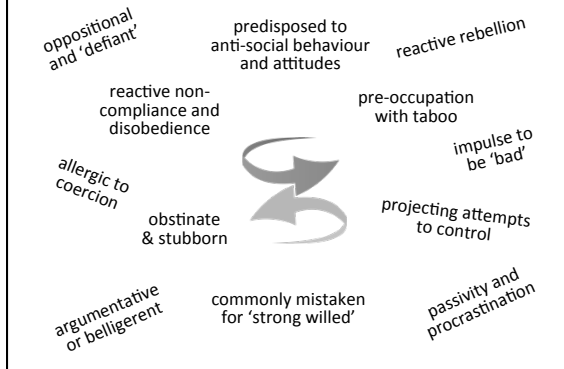 oppositional
and ‘defiant’
predisposed to
anti-social behaviour
and attitudes
reactive rebellion
reactive non-
compliance and
disobedience
pre-occupation
with taboo
impulse to
be ‘bad’
allergic to
coercion
obstinate
& stubborn
projecting attempts
to control
argumentative
or belligerent
commonly mistaken
for ‘strong willed’
passivity and
procrastination